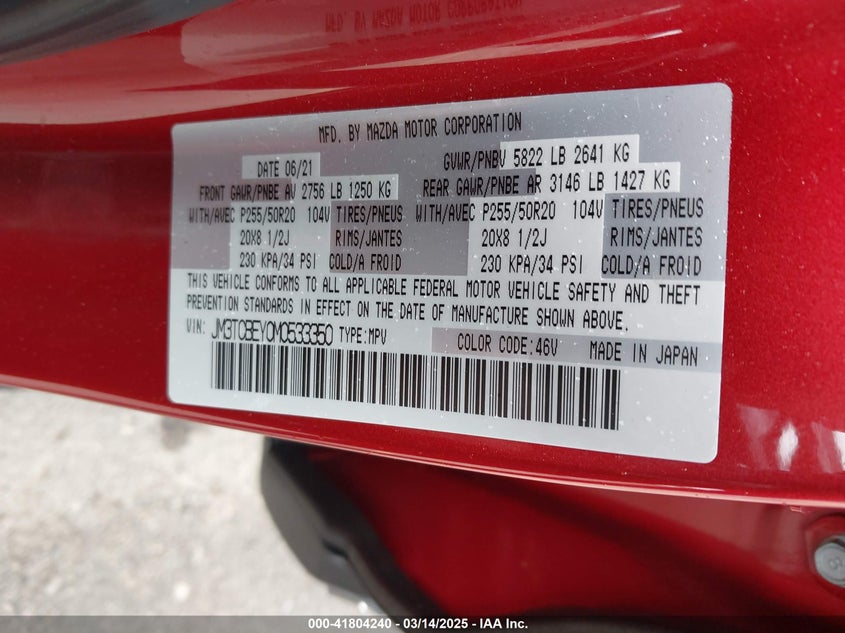 MFD. BY MAZDA MOTOR CORPORATION
DATE 06/21 GVWR/PNBV 5822 LB 2641 KG
FRONT GAWR/PNBE AV 2756 LB 1250 KG REAR GAWR/PNBE AR 3146 LB 1427 KG
WITH/AVEC P255/50R20 104V TIRES/PNEUS WITH/AVEC P255/50R20 104V TIRES/PNEUS
20X8 1/2J RIMS/JANTES 20X8 1/2J RIMS/JANTES
230 KPA/34 PSI COLD/A FROID 230 KPA/34 PSI COLD/A FROID
THIS VEHICLE CONFORMS TO ALL APPLICABLE FEDERAL MOTOR VEHICLE SAFETY AND THEFT
PREVENTION STANDARDS IN EFFECT ON THE DATE OF MANUFACTURE SHOWN ABOVE.
VIN: JM3TCBEY0M0533350 TYPE:MPV COLOR CODE:46V MADE IN JAPAN
000-41804240 - 03/14/2025 - IAA Inc.